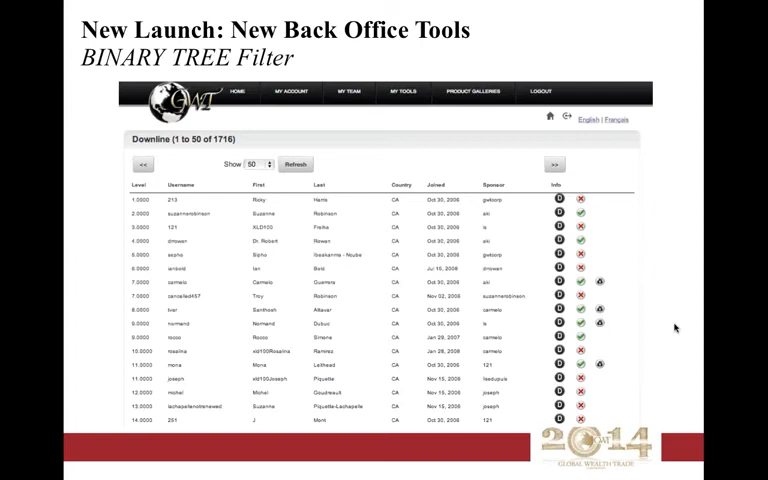 New Launch: New Back Office Tools
BINARY TREE Filter
GWT
HOME MY ACCOUNT MY TEAM MY TOOLS PRODUCT GALLERIES LOGOUT
English | Français
Downline (1 to 50 of 1716)
<< Show 50 Refresh >>
Level Username First Last Country Joined Sponsor Info
1.0000 213 Ricky Harris CA Oct 30, 2006 gwtcorp D
2.0000 suzannerobinson Suzanne Robinson CA Oct 30, 2006 aki D
3.0000 121 XLD100 CA Oct 30, 2006 D
4.0000 drrowan Dr. Robert Rowan CA Oct 30, 2006 aki D
5.0000 Sipho - Ncube CA Oct 30, 2006 gwtcorp D
6.0000 Ian CA Jul 15, 2008 drrowan D
7.0000 carmelo Carmelo Guerrera CA Oct 30, 2006 aki D
7.0000 cancelled457 Troy Robinson CA Nov 02, 2006 suzannerobinson D
8.0000 Santhosh Attavar CA Oct 30, 2006 carmelo D
9.0000 normand Normand Dubuc CA Oct 30, 2006 D
9.0000 rocco Rocco Simone CA Jan 29, 2007 carmelo D
10.0000 rosalina xld100Rosalina Ramirez CA Jan 28, 2008 carmelo D
11.0000 mona Mona Leithead CA Oct 30, 2006 121 D
11.0000 joseph xld100Joseph Piquette CA Nov 15, 2006 leedupuis D
12.0000 michel Michel Goudreault CA Nov 15, 2006 joseph D
13.0000 lachapellenotrenewed Suzanne Piquette-Lachapelle CA Nov 15, 2006 joseph D
14.0000 251 J Mont CA Oct 30, 2006 121 D
2014
GWT
GLOBAL WEALTH TRADE